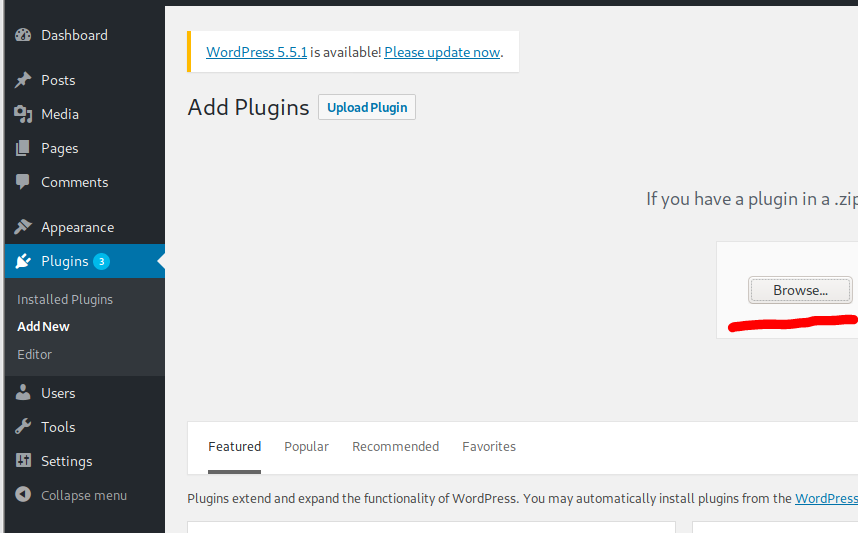 Dashboard
Posts
Media
Pages
Comments
Appearance
Plugins 3
Installed Plugins
Add New
Editor
Users
Tools
Settings
Collapse menu
WordPress 5.5.1 is available! Please update now.
Add Plugins Upload Plugin
If you have a plugin in a .zip
Browse...
Featured Popular Recommended Favorites
Plugins extend and expand the functionality of WordPress. You may automatically install plugins from the WordPress